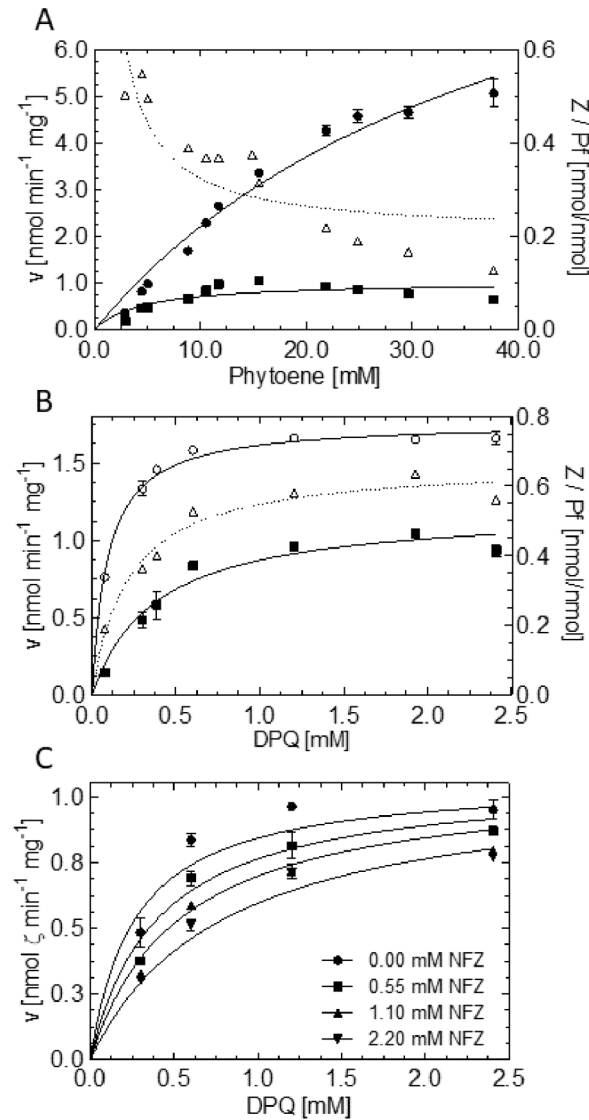 A
v [nmol min⁻¹ mg⁻¹]
6.0
5.0
4.0
3.0
2.0
1.0
0.0
0.6
0.4
0.2
0.0
Z / Pf [nmol/nmol]
0.0 10.0 20.0 30.0 40.0
Phytoene [mM]
B
v [nmol min⁻¹ mg⁻¹]
1.5
1.0
0.5
0.0
0.8
0.6
0.4
0.2
0.0
Z / Pf [nmol/nmol]
0.0 0.5 1.0 1.5 2.0 2.5
DPQ [mM]
C
v [nmol ζ min⁻¹ mg⁻¹]
1.0
0.8
0.5
0.3
0.0
0.00 mM NFZ
0.55 mM NFZ
1.10 mM NFZ
2.20 mM NFZ
0.0 0.5 1.0 1.5 2.0 2.5
DPQ [mM]